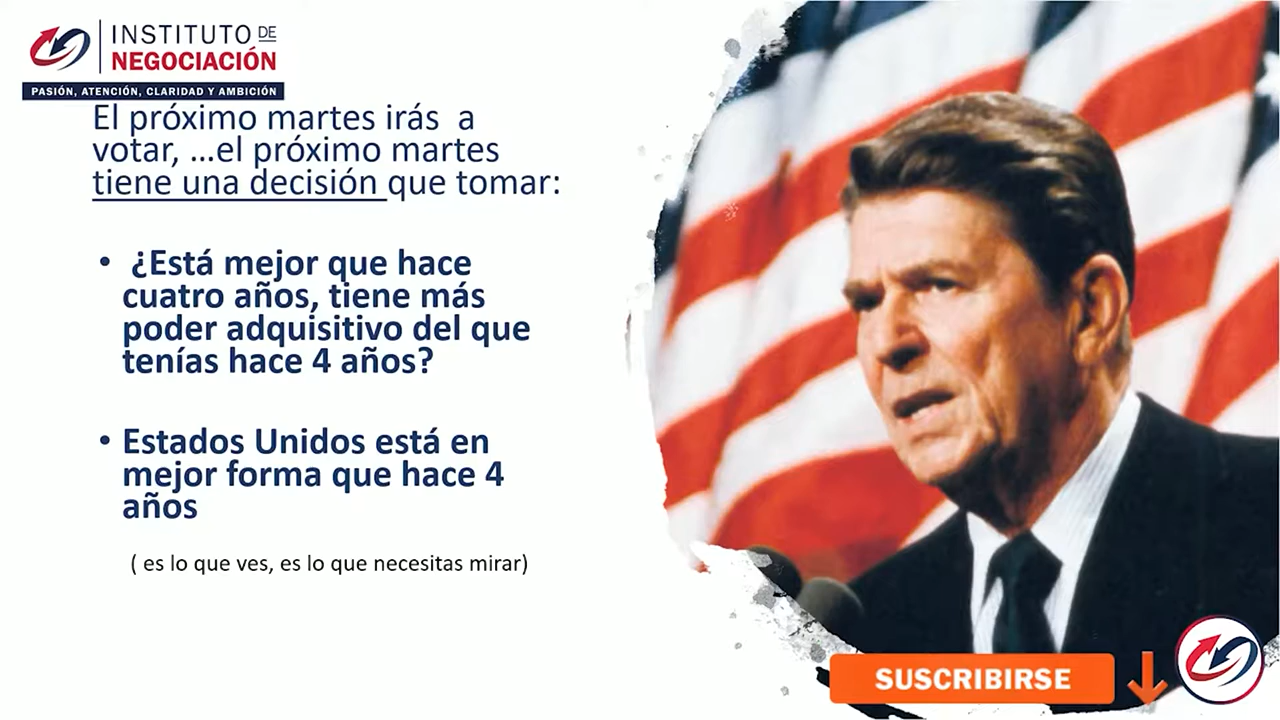 INSTITUTO DE
NEGOCIACIÓN
PASIÓN, ATENCIÓN, CLARIDAD Y AMBICIÓN
El próximo martes irás a
votar, ...el próximo martes
tiene una decisión que tomar:
• ¿Está mejor que hace
cuatro años, tiene más
poder adquisitivo del que
tenías hace 4 años?
• Estados Unidos está en
mejor forma que hace 4
años
( es lo que ves, es lo que necesitas mirar)
SUSCRIBIRSE